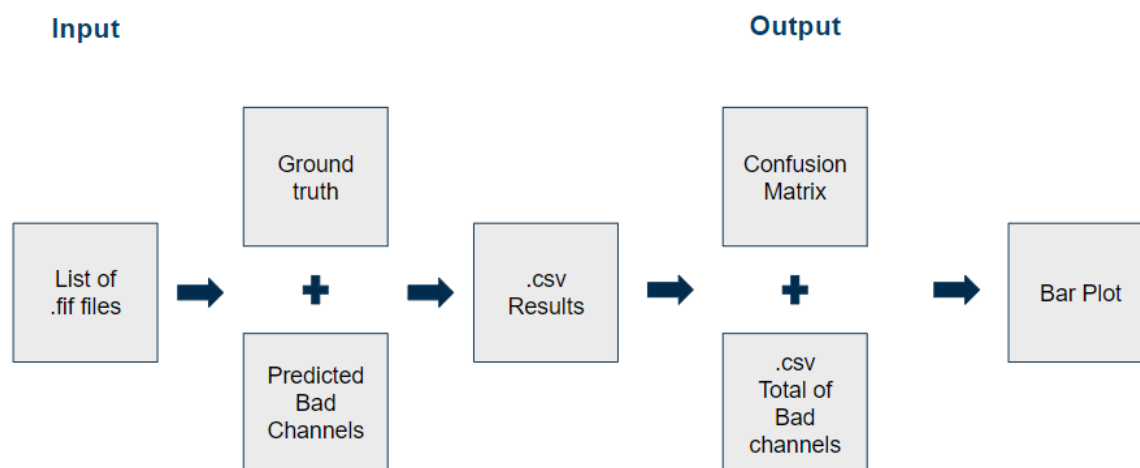 Input
Output
Ground
truth
Confusion
Matrix
List of
.fif files
.csv
Results
Bar Plot
Predicted
Bad
Channels
.csv
Total of
Bad
channels